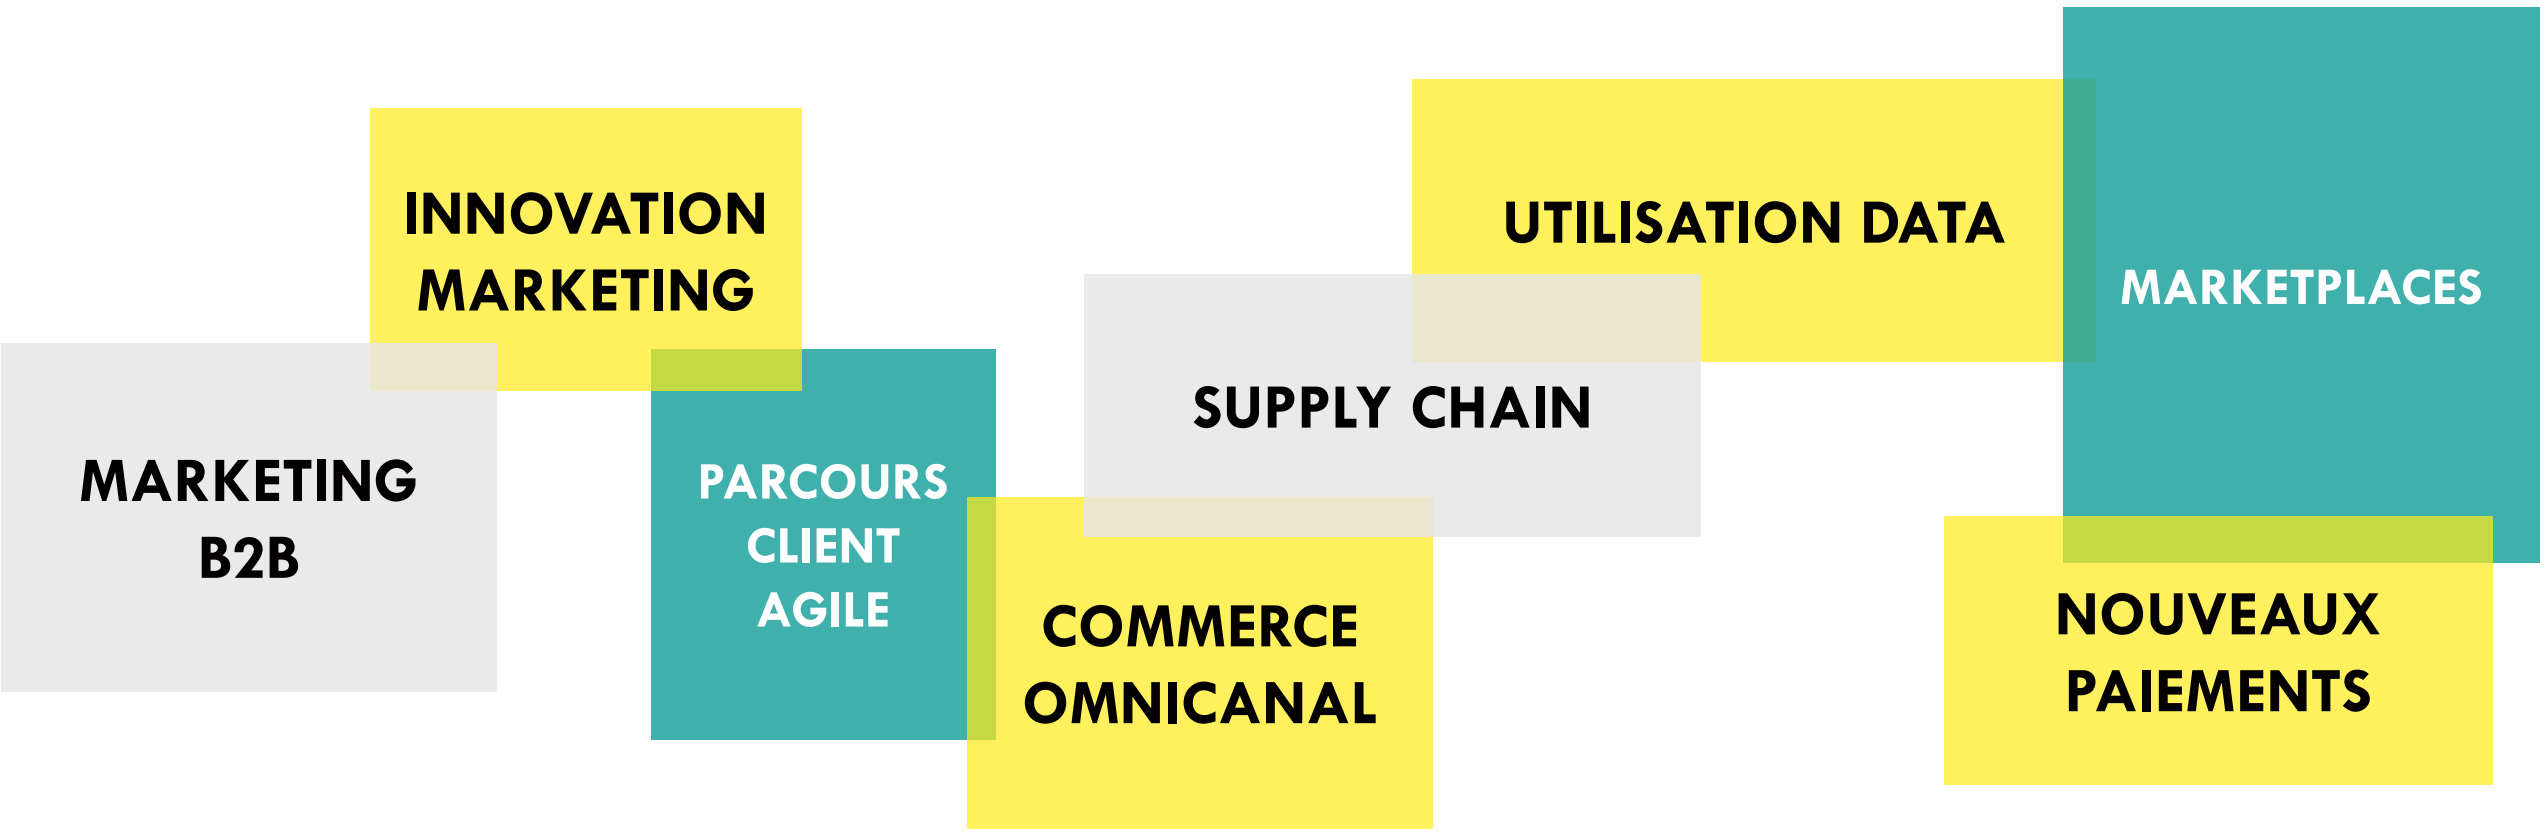 MARKETING
B2B
INNOVATION
MARKETING
PARCOURS
CLIENT
AGILE
COMMERCE
OMNICANAL
SUPPLY CHAIN
UTILISATION DATA
MARKETPLACES
NOUVEAUX
PAIEMENTS